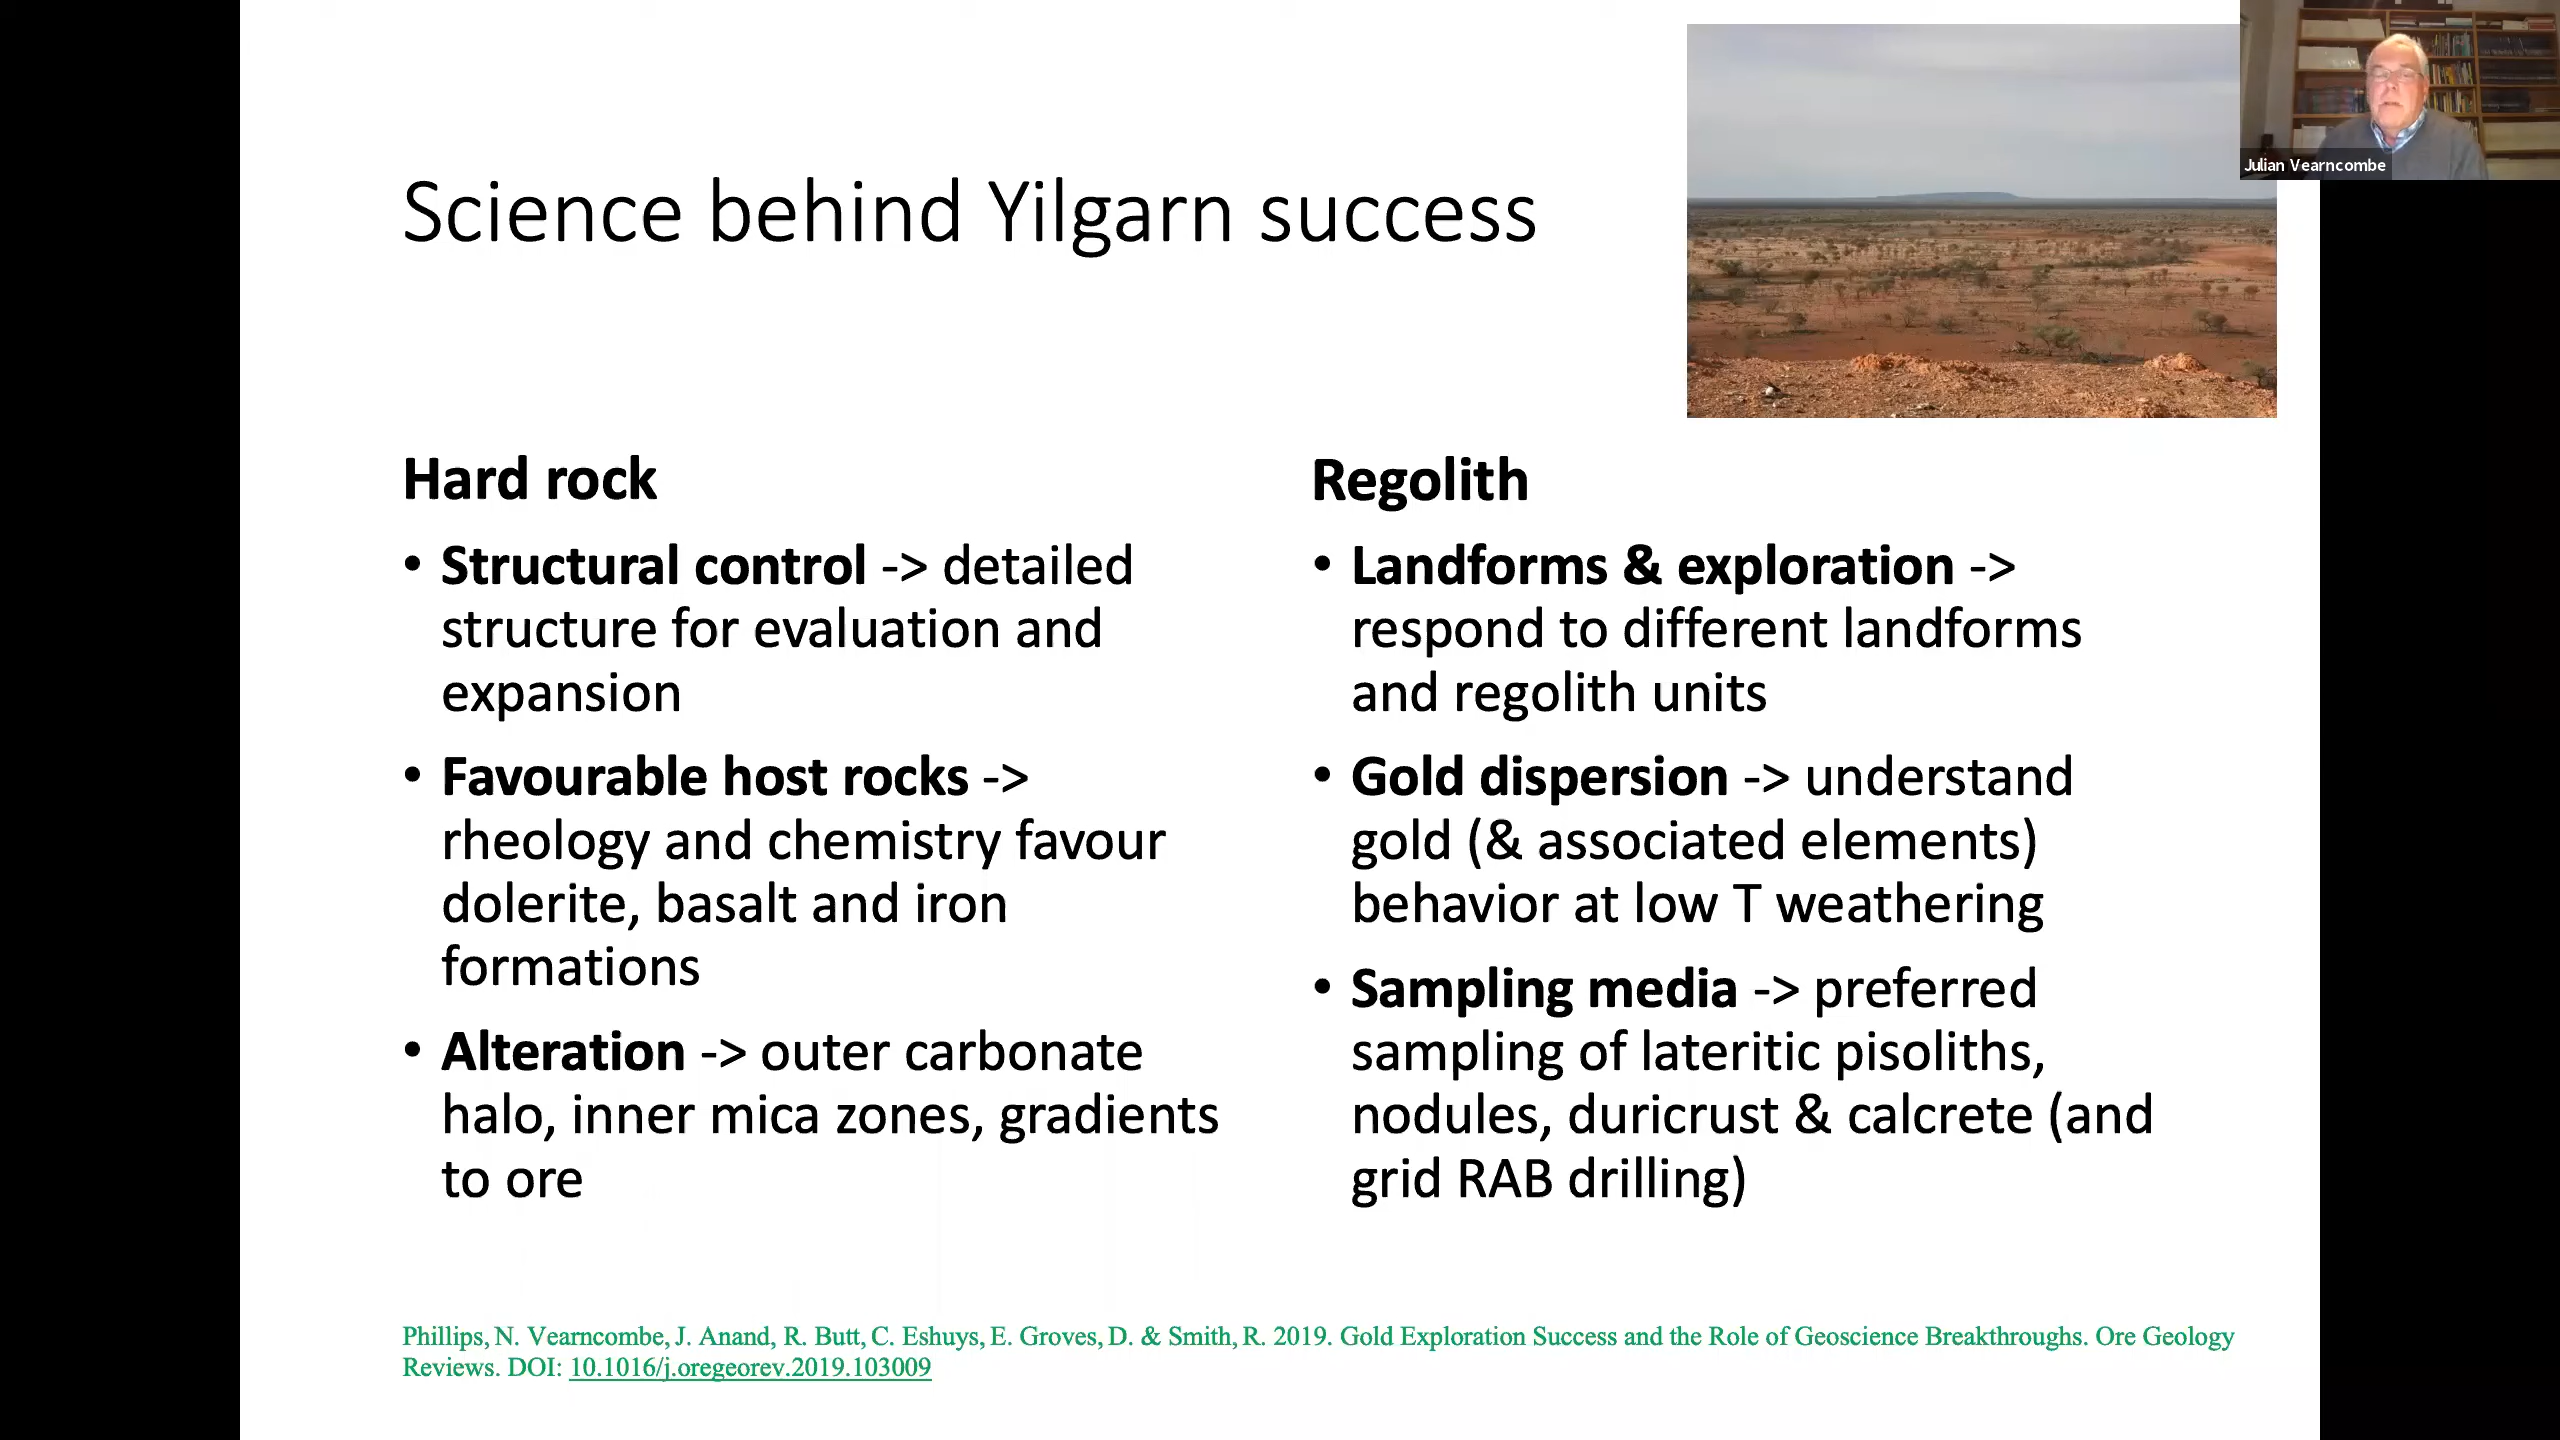 Julian Vearncombe
Science behind Yilgarn success
Hard rock
• Structural control -> detailed
structure for evaluation and
expansion
• Favourable host rocks ->
rheology and chemistry favour
dolerite, basalt and iron
formations
• Alteration -> outer carbonate
halo, inner mica zones, gradients
to ore
Regolith
• Landforms & exploration ->
respond to different landforms
and regolith units
• Gold dispersion -> understand
gold (& associated elements)
behavior at low T weathering
• Sampling media -> preferred
sampling of lateritic pisoliths,
nodules, duricrust & calcrete (and
grid RAB drilling)
Phillips, N. Vearncombe, J. Anand, R. Butt, C. Eshuys, E. Groves, D. & Smith, R. 2019. Gold Exploration Success and the Role of Geoscience Breakthroughs. Ore Geology
Reviews. DOI: 10.1016/j.oregeorev.2019.103009